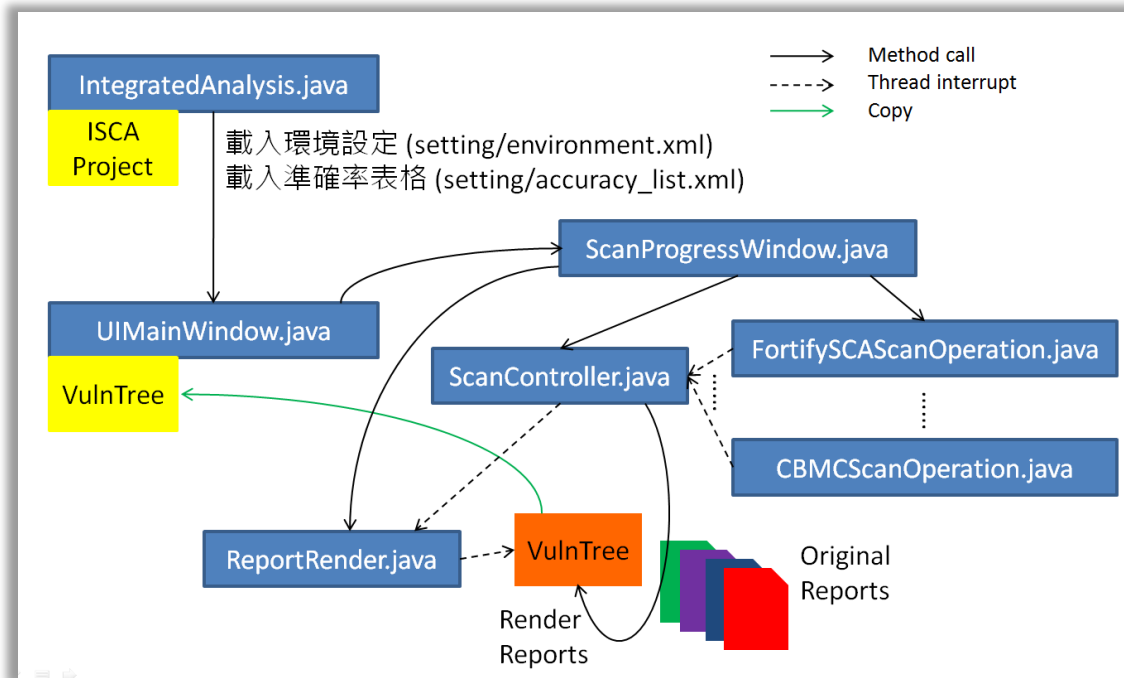 Method call
Thread interrupt
Copy
IntegratedAnalysis.java
ISCA
Project
載入環境設定 (setting/environment.xml)
載入準確率表格 (setting/accuracy_list.xml)
ScanProgressWindow.java
UIMainWindow.java
VulnTree
ScanController.java
FortifySCAScanOperation.java
CBMCScanOperation.java
ReportRender.java
VulnTree
Render
Reports
Original
Reports